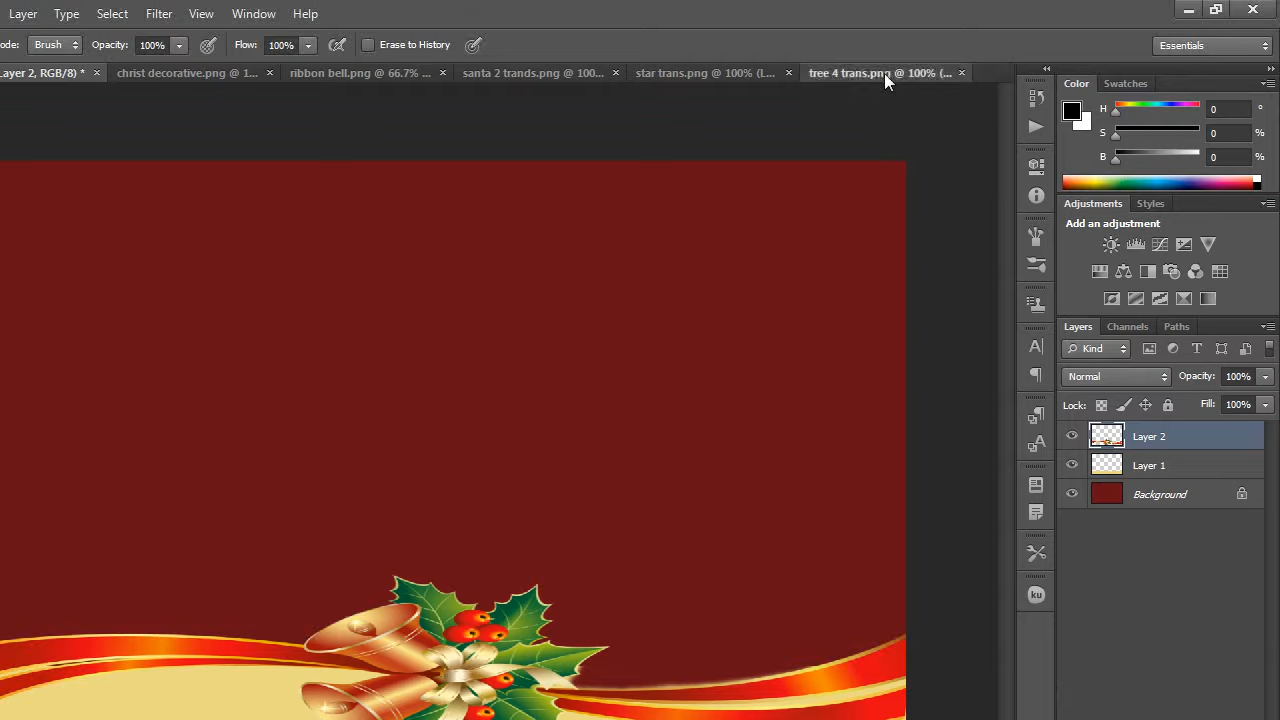 Layer Type Select Filter View Window Help
ode: Brush Opacity: 100% Flow: 100% Erase to History Essentials
ayer 2, RGB/8) * × christ decorative.png @ 1... × ribbon bell.png @ 66.7% ... × santa 2 trands.png @ 100... × star trans.png @ 100% (L... × tree 4 trans.png @ 100% (... ×
Color Swatches
H 0 °
S 0 %
B 0 %
Adjustments Styles
Add an adjustment
Layers Channels Paths
Kind
Normal Opacity: 100%
Lock: Fill: 100%
Layer 2
Layer 1
Background
ku